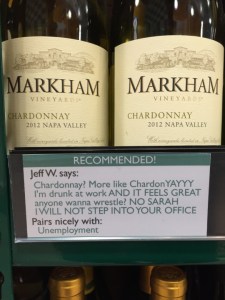 MARKHAM
VINEYARDS
CHARDONNAY
2012 NAPA VALLEY
MARKHAM
VINEYARDS
CHARDONNAY
2012 NAPA VALLEY
RECOMMENDED!
Jeff W. says:
Chardonnay? More like ChardonYAYYY
I'm drunk at work AND IT FEELS GREAT
anyone wanna wrestle? NO SARAH
I WILL NOT STEP INTO YOUR OFFICE
Pairs nicely with:
Unemployment